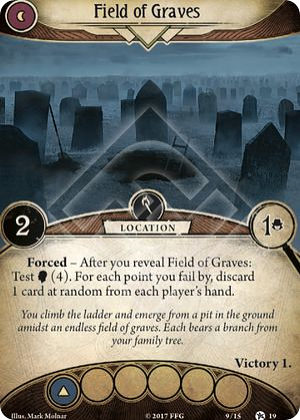 Field of Graves
2
LOCATION
1
Forced – After you reveal Field of Graves:
Test (4). For each point you fail by, discard
1 card at random from each player's hand.
You climb the ladder and emerge from a pit in the ground
amidst an endless field of graves. Each bears a branch from
your family tree.
Victory 1.
Illus. Mark Molnar
© 2017 FFG
9/15
19